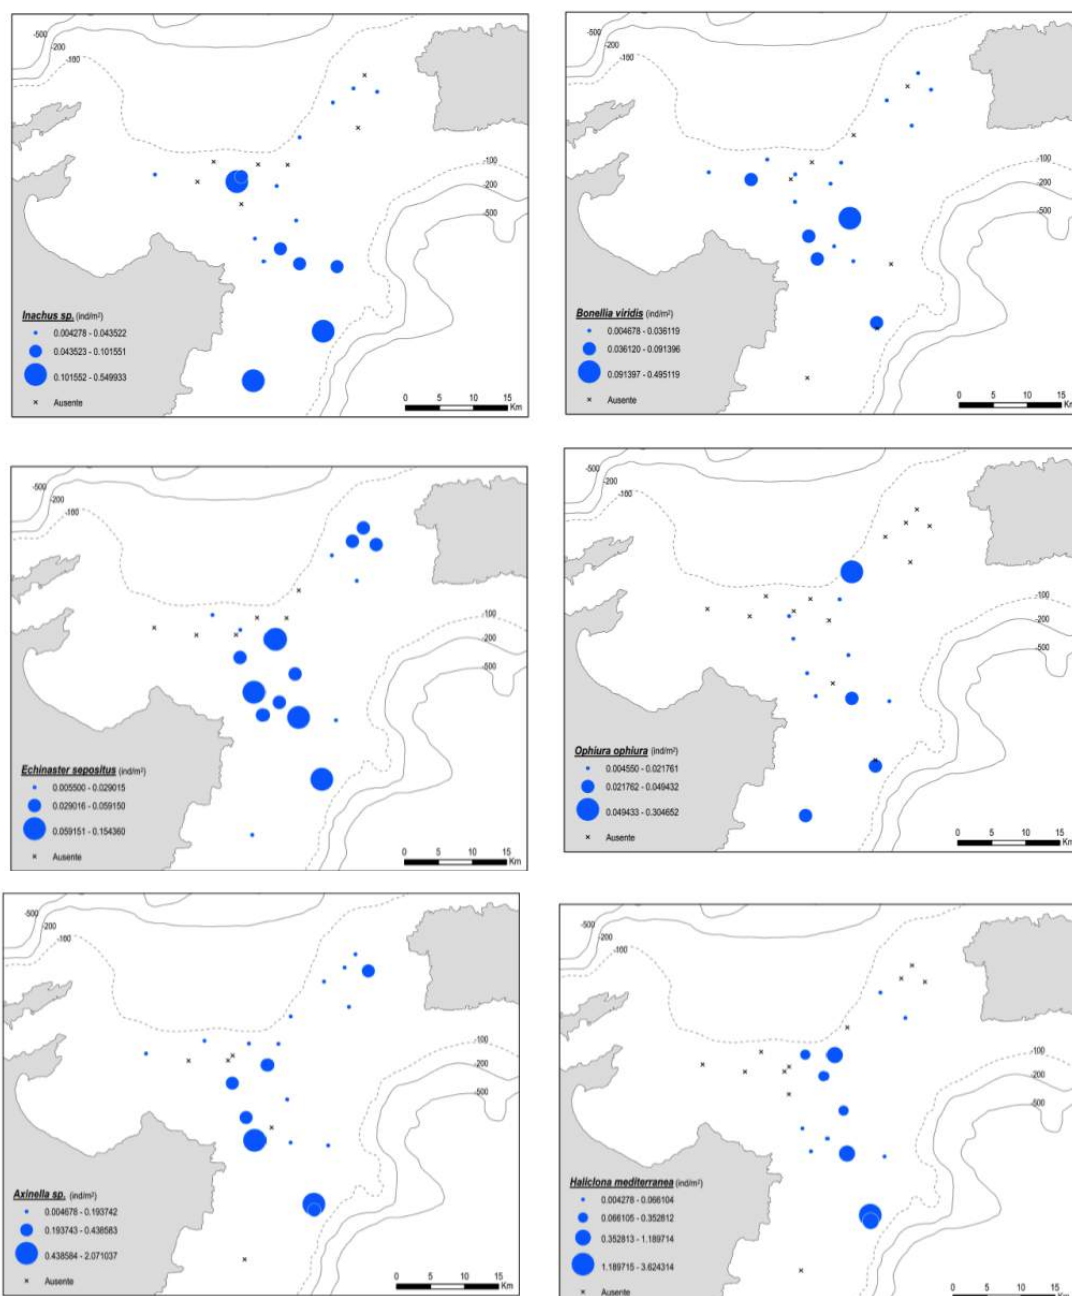 -500
-200
-100
-100
-200
-500
Inachus sp. (ind/m²)
0.004278 - 0.043522
0.043523 - 0.101551
0.101552 - 0.549933
× Ausente
0 5 10 15
Km
-500
-200
-100
-100
-200
-500
Bonellia viridis (ind/m²)
0.004678 - 0.036119
0.036120 - 0.091396
0.091397 - 0.495119
× Ausente
0 5 10 15
Km
-500
-200
-100
-100
-200
-500
Echinaster sepositus (ind/m²)
0.005500 - 0.029015
0.029016 - 0.059150
0.059151 - 0.154360
× Ausente
0 5 10 15
Km
-500
-200
-100
-100
-200
-500
Ophiura ophiura (ind/m²)
0.004550 - 0.021761
0.021762 - 0.049432
0.049433 - 0.304652
× Ausente
0 5 10 15
Km
-500
-200
-100
-100
-200
-500
Axinella sp. (ind/m²)
0.004678 - 0.193742
0.193743 - 0.438583
0.438584 - 2.071037
× Ausente
0 5 10 15
Km
-500
-200
-100
-100
-200
-500
Haliclona mediterranea (ind/m²)
0.004278 - 0.066104
0.066105 - 0.352812
0.352813 - 1.189714
1.189715 - 3.624314
× Ausente
0 5 10 15
Km